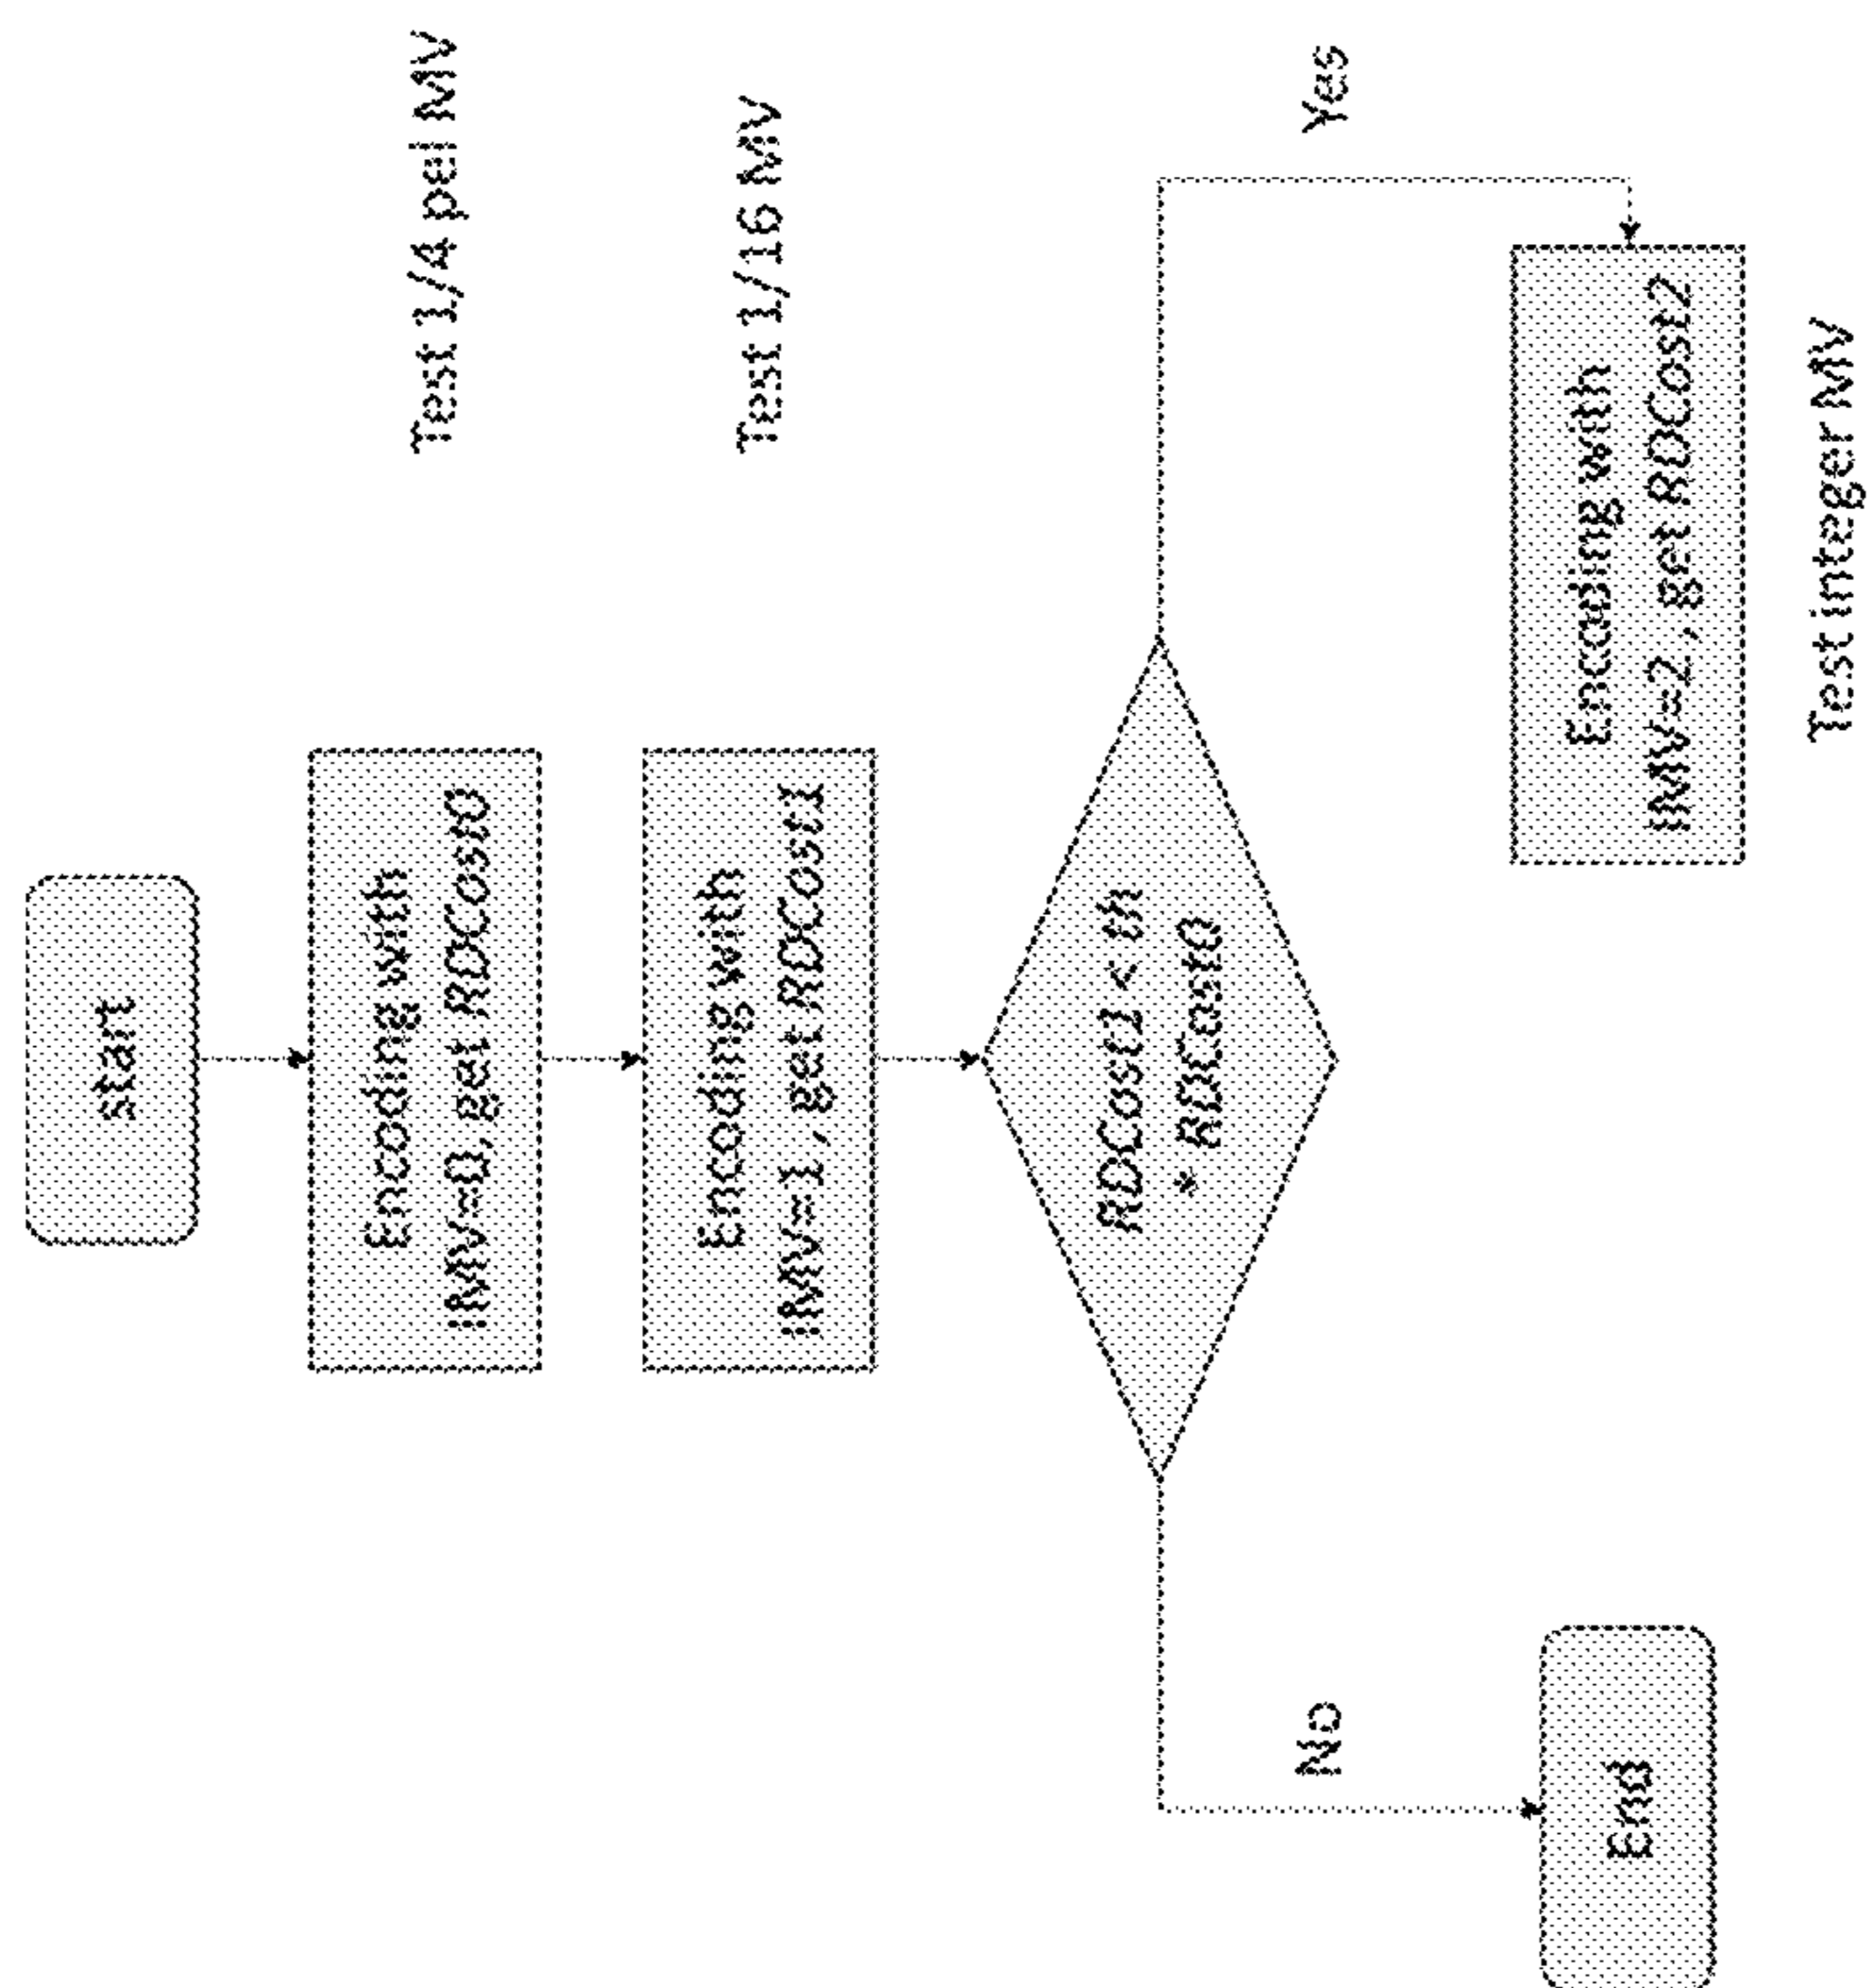 start
Encoding with
IMV=0, get RDCost0
Test 1/4 pel MV
Encoding with
IMV=1 , get RDCost1
Test 1/16 MV
RDCost1 < th
* RDCost0
No
Yes
End
Encoding with
IMV=2 , get RDCost2
Test integer MV